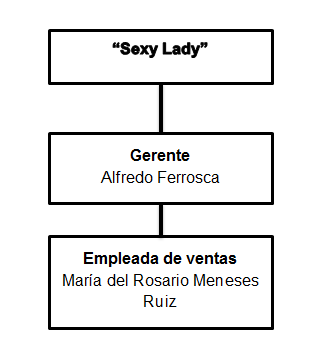 “Sexy Lady”
Gerente
Alfredo Ferrosca
Empleada de ventas
María del Rosario Meneses
Ruiz